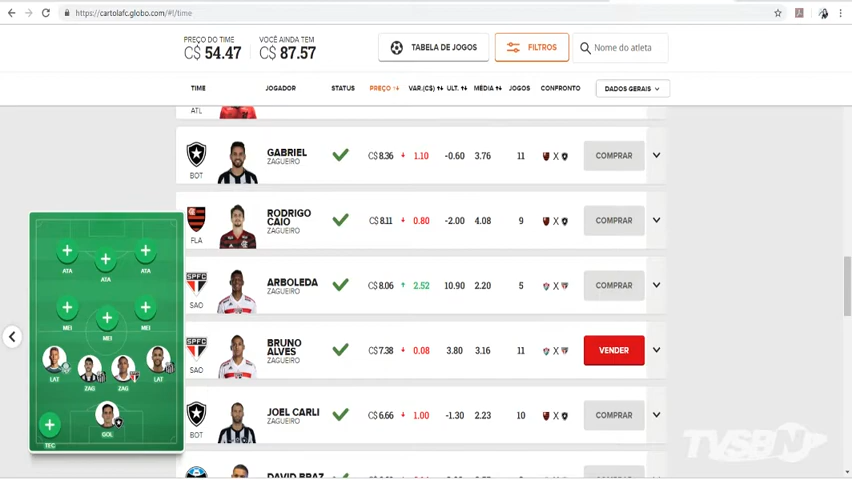 https://cartolafc.globo.com/#!/time
PREÇO DO TIME
C$ 54.47
VOCÊ AINDA TEM
C$ 87.57
TABELA DE JOGOS
FILTROS
Nome do atleta
TIME JOGADOR STATUS PREÇO VAR.(C$) ULT. MÉDIA JOGOS CONFRONTO DADOS GERAIS
ATL
GABRIEL
ZAGUEIRO
BOT
C$ 8.36 1.10 -0.60 3.76 11 X COMPRAR
RODRIGO
CAIO
ZAGUEIRO
FLA
C$ 8.11 0.80 -2.00 4.08 9 X COMPRAR
SPFC
ARBOLEDA
ZAGUEIRO
SAO
C$ 8.06 2.52 10.90 2.20 5 X COMPRAR
SPFC
BRUNO
ALVES
ZAGUEIRO
SAO
C$ 7.38 0.08 3.80 3.16 11 X VENDER
JOEL CARLI
ZAGUEIRO
BOT
C$ 6.66 1.00 -1.30 2.23 10 X COMPRAR
DAVID BRAZ
ATA ATA ATA
MEI MEI MEI
LAT ZAG ZAG LAT
GOL
TEC
TVSBN